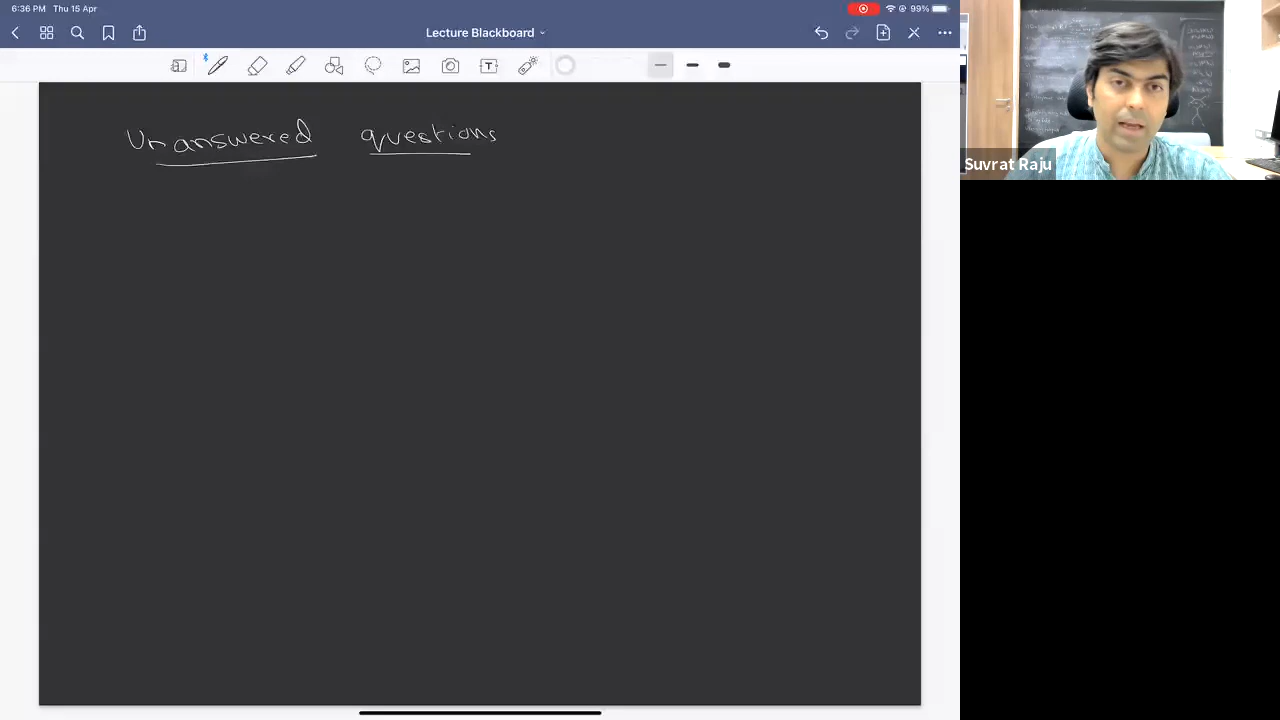 6:36 PM Thu 15 Apr
99%
Lecture Blackboard
T
Unanswered questions
Suvrat Raju